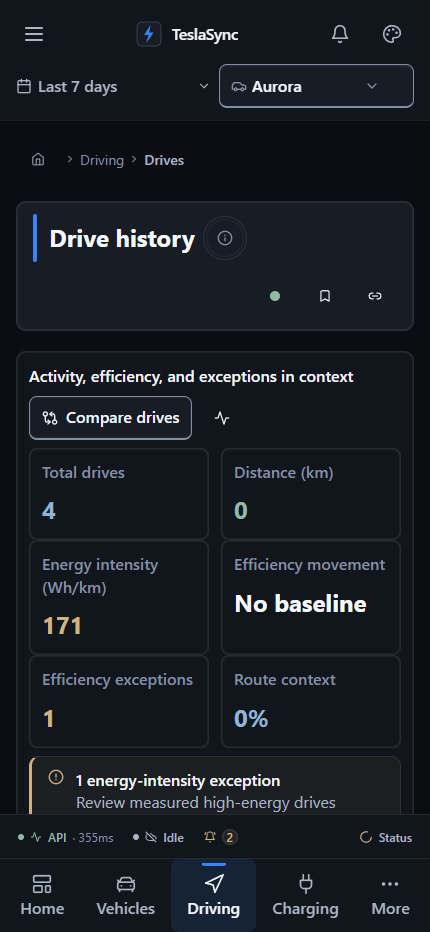 TeslaSync
Last 7 days
Aurora
Driving
Drives
Drive history
Activity, efficiency, and exceptions in context
Compare drives
Total drives
4
Distance (km)
0
Energy intensity
(Wh/km)
171
Efficiency movement
No baseline
Efficiency exceptions
1
Route context
0%
1 energy-intensity exception
Review measured high-energy drives
API · 355ms
Idle
2
Status
Home
Vehicles
Driving
Charging
More